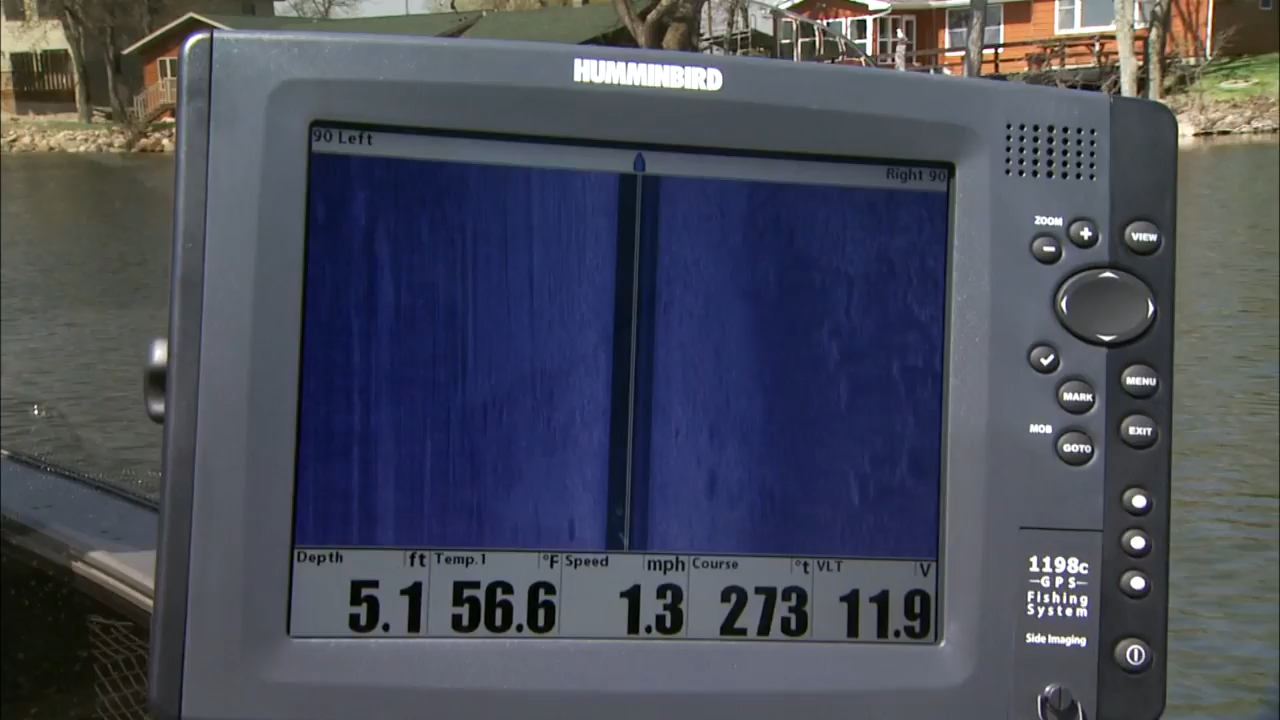 HUMMINBIRD
90 Left
Right 90
ZOOM
+
-
VIEW
MARK
MENU
MOB
GOTO
EXIT
Depth ft Temp.1 °F Speed mph Course °t VLT V
5.1 56.6 1.3 273 11.9
1198c
GPS
Fishing
System
Side Imaging